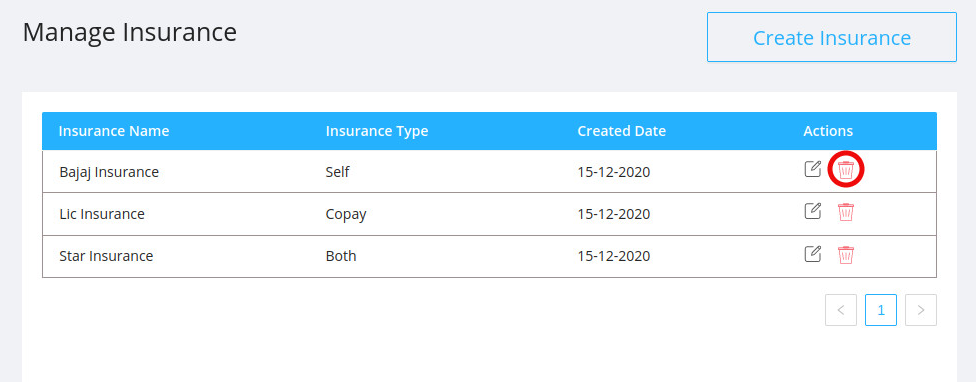 Manage Insurance
Create Insurance
Insurance Name Insurance Type Created Date Actions
Bajaj Insurance Self 15-12-2020
Lic Insurance Copay 15-12-2020
Star Insurance Both 15-12-2020
1